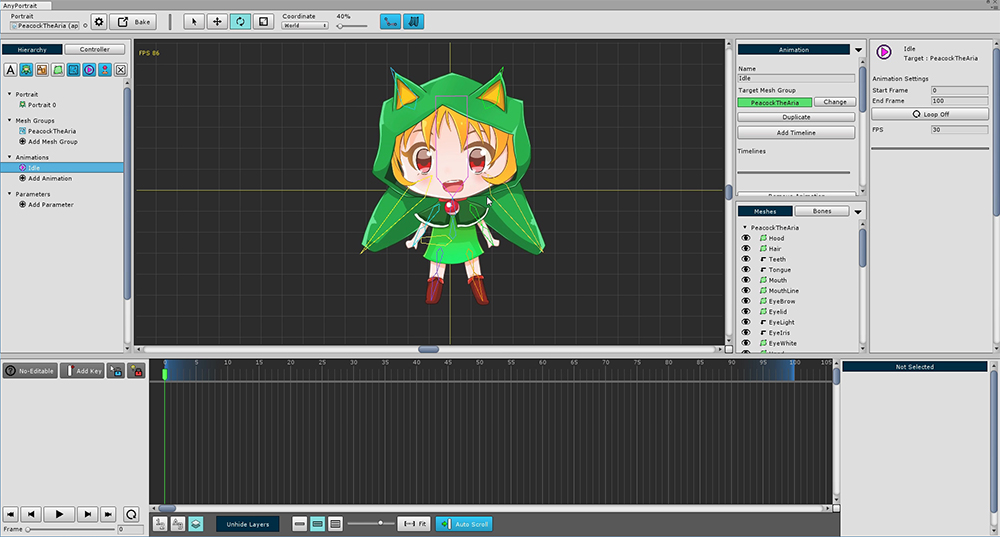 AnyPortrait
Portrait
PeacockTheAria (ap
Bake
Coordinate
World
40%
Hierarchy
Controller
Portrait
Portrait 0
Mesh Groups
PeacockTheAria
Add Mesh Group
Animations
Idle
Add Animation
Parameters
Add Parameter
FPS 86
Animation
Name
Idle
Target Mesh Group
PeacockTheAria
Change
Duplicate
Add Timeline
Timelines
Remove Animation
Meshes
Bones
PeacockTheAria
Hood
Hair
Teeth
Tongue
Mouth
MouthLine
EyeBrow
Eyelid
EyeLight
EyeIris
EyeWhite
Idle
Target : PeacockTheAria
Animation Settings
Start Frame 0
End Frame 100
Loop Off
FPS 30
No-Editable
Add Key
0 5 10 15 20 25 30 35 40 45 50 55 60 65 70 75 80 85 90 95 100 105
Not Selected
Frame 0
Unhide Layers
Fit
Auto Scroll